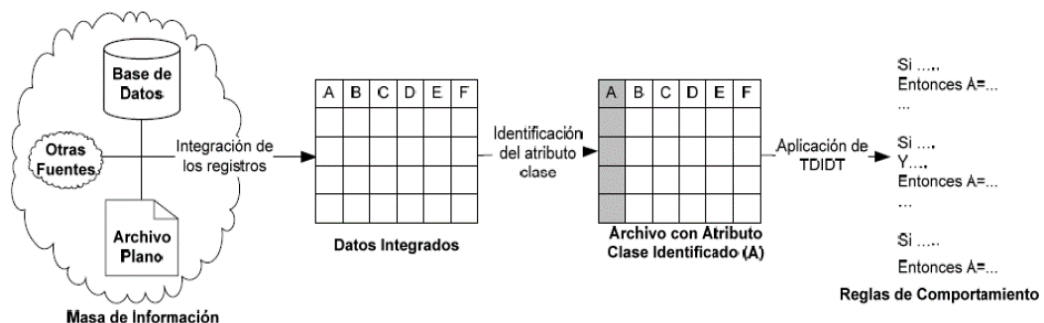 Base de
Datos
Otras
Fuentes
Archivo
Plano
Masa de Información
Integración de
los registros
A B C D E F
Datos Integrados
Identificación
del atributo
clase
A B C D E F
Archivo con Atributo
Clase Identificado (A)
Aplicación de
TDIDT
Si .....
Entonces A=...
...
Si ....
Y....
Entonces A=...
...
Si .....
Entonces A=...
Reglas de Comportamiento